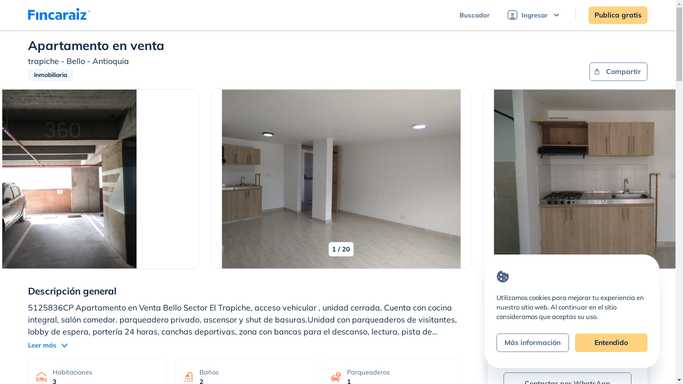 Fincaraiz
Buscador
Ingresar
Publica gratis
Apartamento en venta
trapiche - Bello - Antioquia
Inmobiliaria
Compartir
360
1 / 20
Descripción general
5125836CP Apartamento en Venta Bello Sector El Trapiche, acceso vehicular , unidad cerrada, Cuenta con cocina
integral, salón comedor. parqueadero privado, ascensor y shut de basuras.Unidad con parqueaderos de visitantes,
lobby de espera, portería 24 horas, canchas deportivas, zona con bancas para el descanso, lectura, pista de...
Leer más
Habitaciones
3
Baños
2
Parqueaderos
1
Utilizamos cookies para mejorar tu experiencia en
nuestro sitio web. Al continuar en el sitio
consideramos que aceptas su uso.
Más información
Entendido
Contactar por WhatsApp